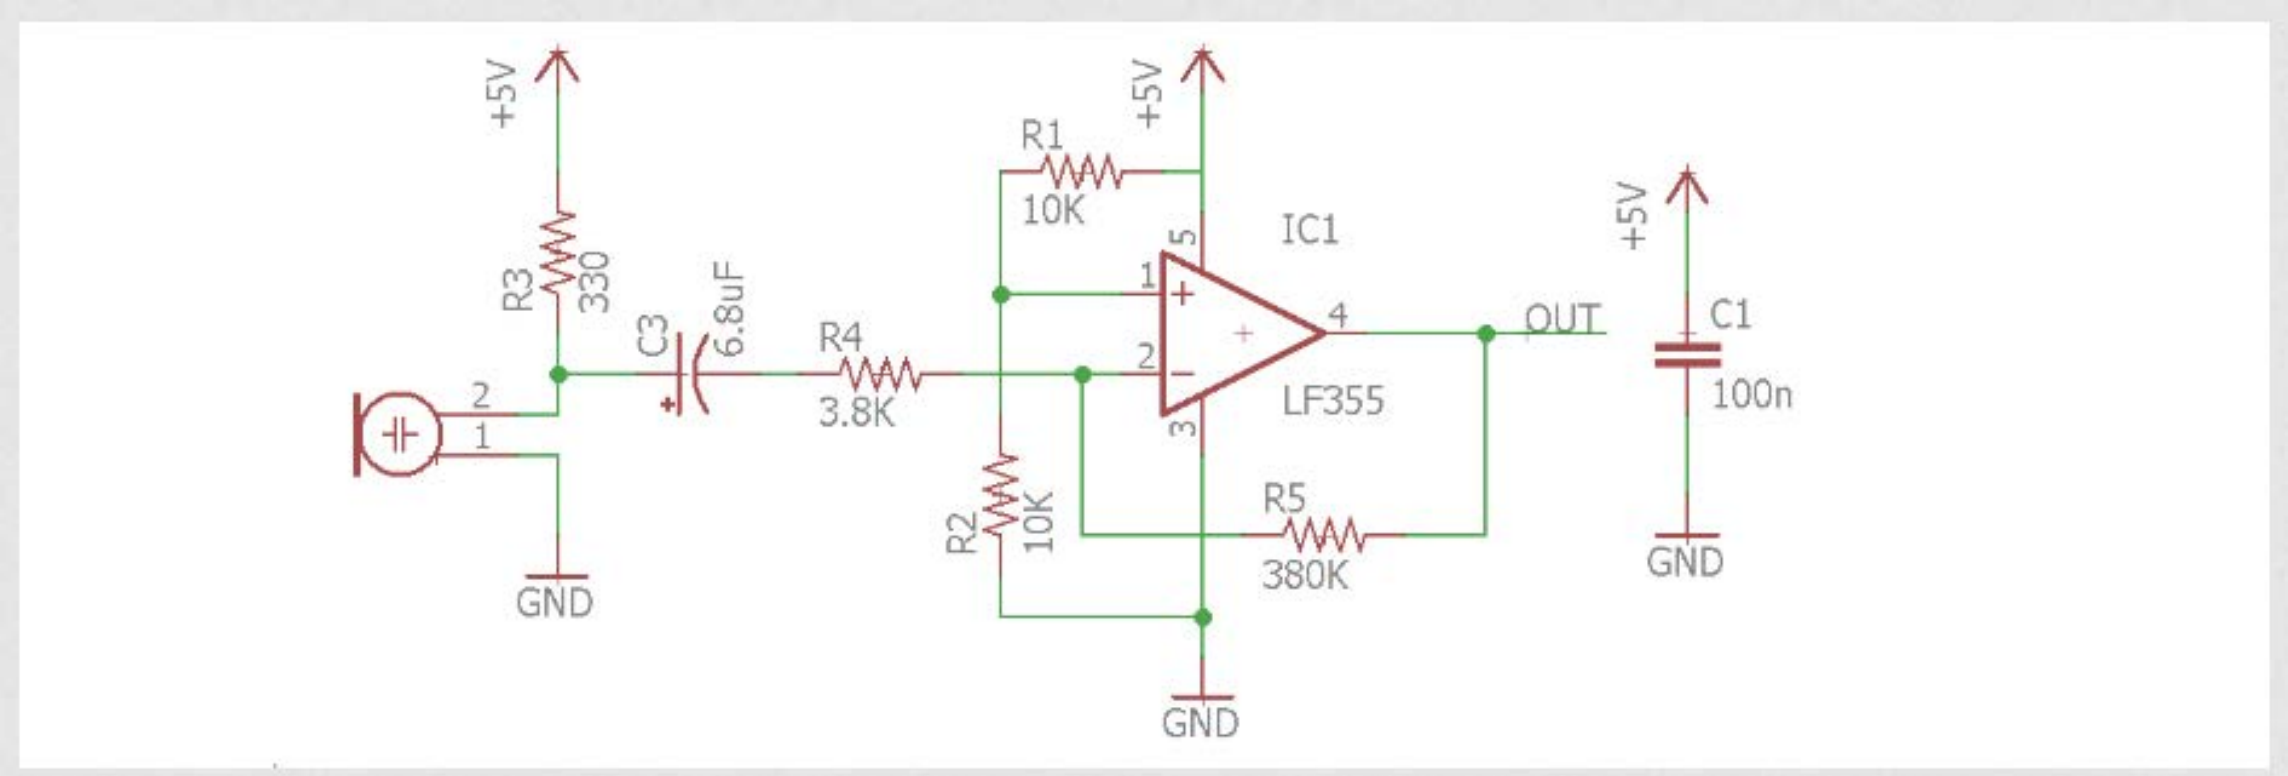 +5V
R3
330
2
1
GND
C3
6.8uF
R4
3.8K
+5V
R1
10K
5
1
+
2
−
3
4
IC1
LF355
OUT
R2
10K
R5
380K
GND
+5V
C1
100n
GND